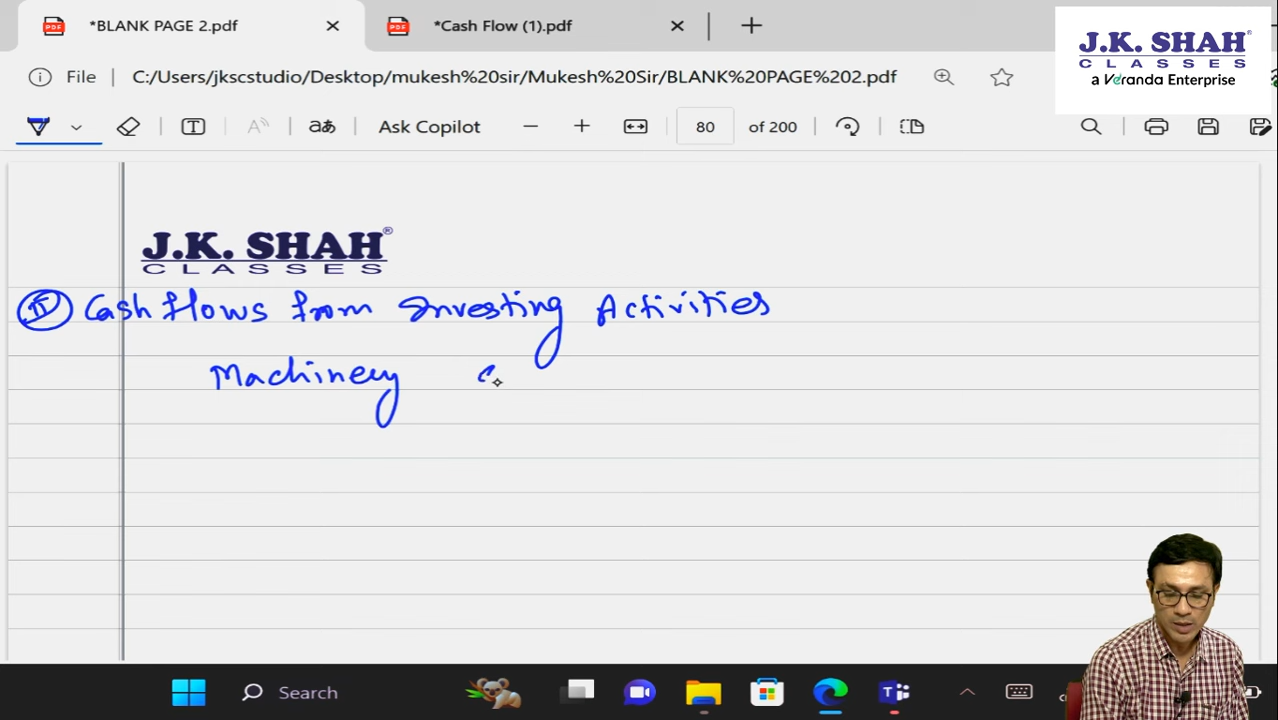 *BLANK PAGE 2.pdf
*Cash Flow (1).pdf
J.K. SHAH®
CLASSES
a Veranda Enterprise
File
C:/Users/jkscstudio/Desktop/mukesh%20sir/Mukesh%20Sir/BLANK%20PAGE%202.pdf
Ask Copilot
80 of 200
J.K. SHAH®
CLASSES
II Cash flows from Investing Activities
Machinery
Search